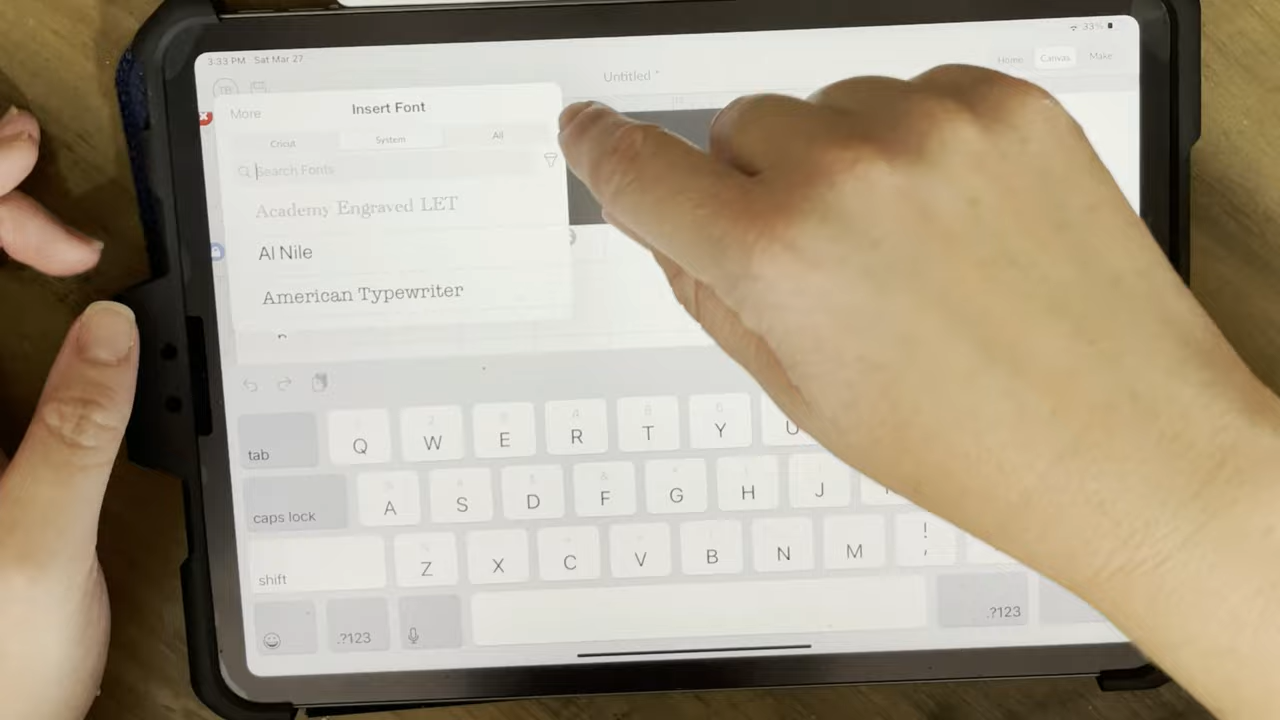 3:33 PM Sat Mar 27
33%
Untitled *
Home Canvas Make
More Insert Font
Cricut System All
Search Fonts
Academy Engraved LET
Al Nile
American Typewriter
tab Q W E R T Y U
caps lock A S D F G H J
shift Z X C V B N M ! ,
.?123 .?123